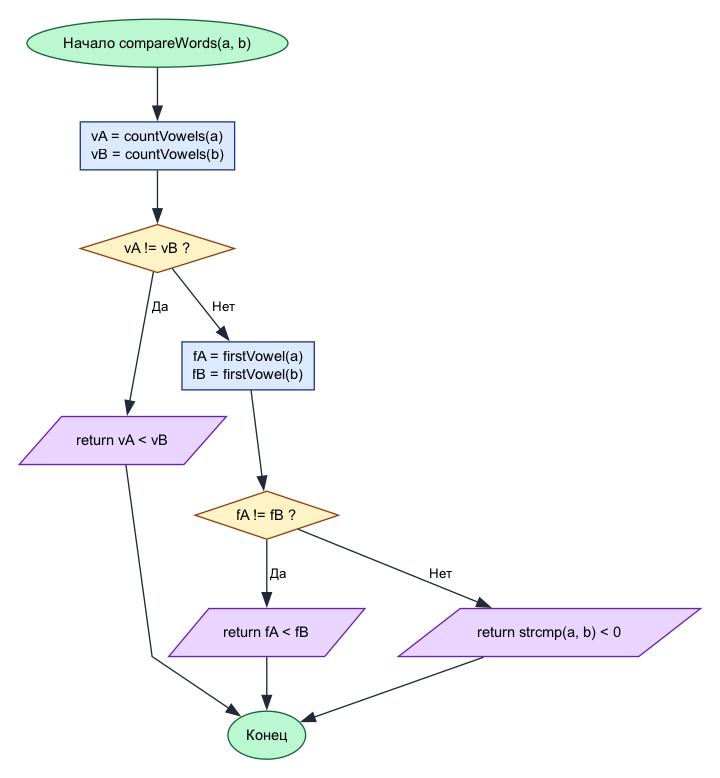 Начало compareWords(a, b)
vA = countVowels(a)
vB = countVowels(b)
vA != vB ?
Да
Нет
fA = firstVowel(a)
fB = firstVowel(b)
return vA < vB
fA != fB ?
Да
Нет
return fA < fB
return strcmp(a, b) < 0
Конец